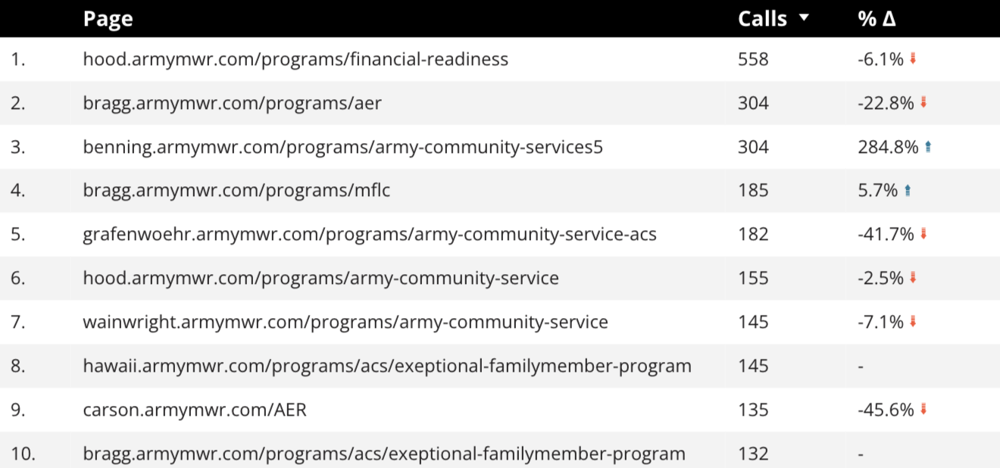 Page Calls ▼ % Δ
1. hood.armymwr.com/programs/financial-readiness 558 -6.1%
2. bragg.armymwr.com/programs/aer 304 -22.8%
3. benning.armymwr.com/programs/army-community-services5 304 284.8%
4. bragg.armymwr.com/programs/mflc 185 5.7%
5. grafenwoehr.armymwr.com/programs/army-community-service-acs 182 -41.7%
6. hood.armymwr.com/programs/army-community-service 155 -2.5%
7. wainwright.armymwr.com/programs/army-community-service 145 -7.1%
8. hawaii.armymwr.com/programs/acs/exeptional-familymember-program 145 -
9. carson.armymwr.com/AER 135 -45.6%
10. bragg.armymwr.com/programs/acs/exeptional-familymember-program 132 -